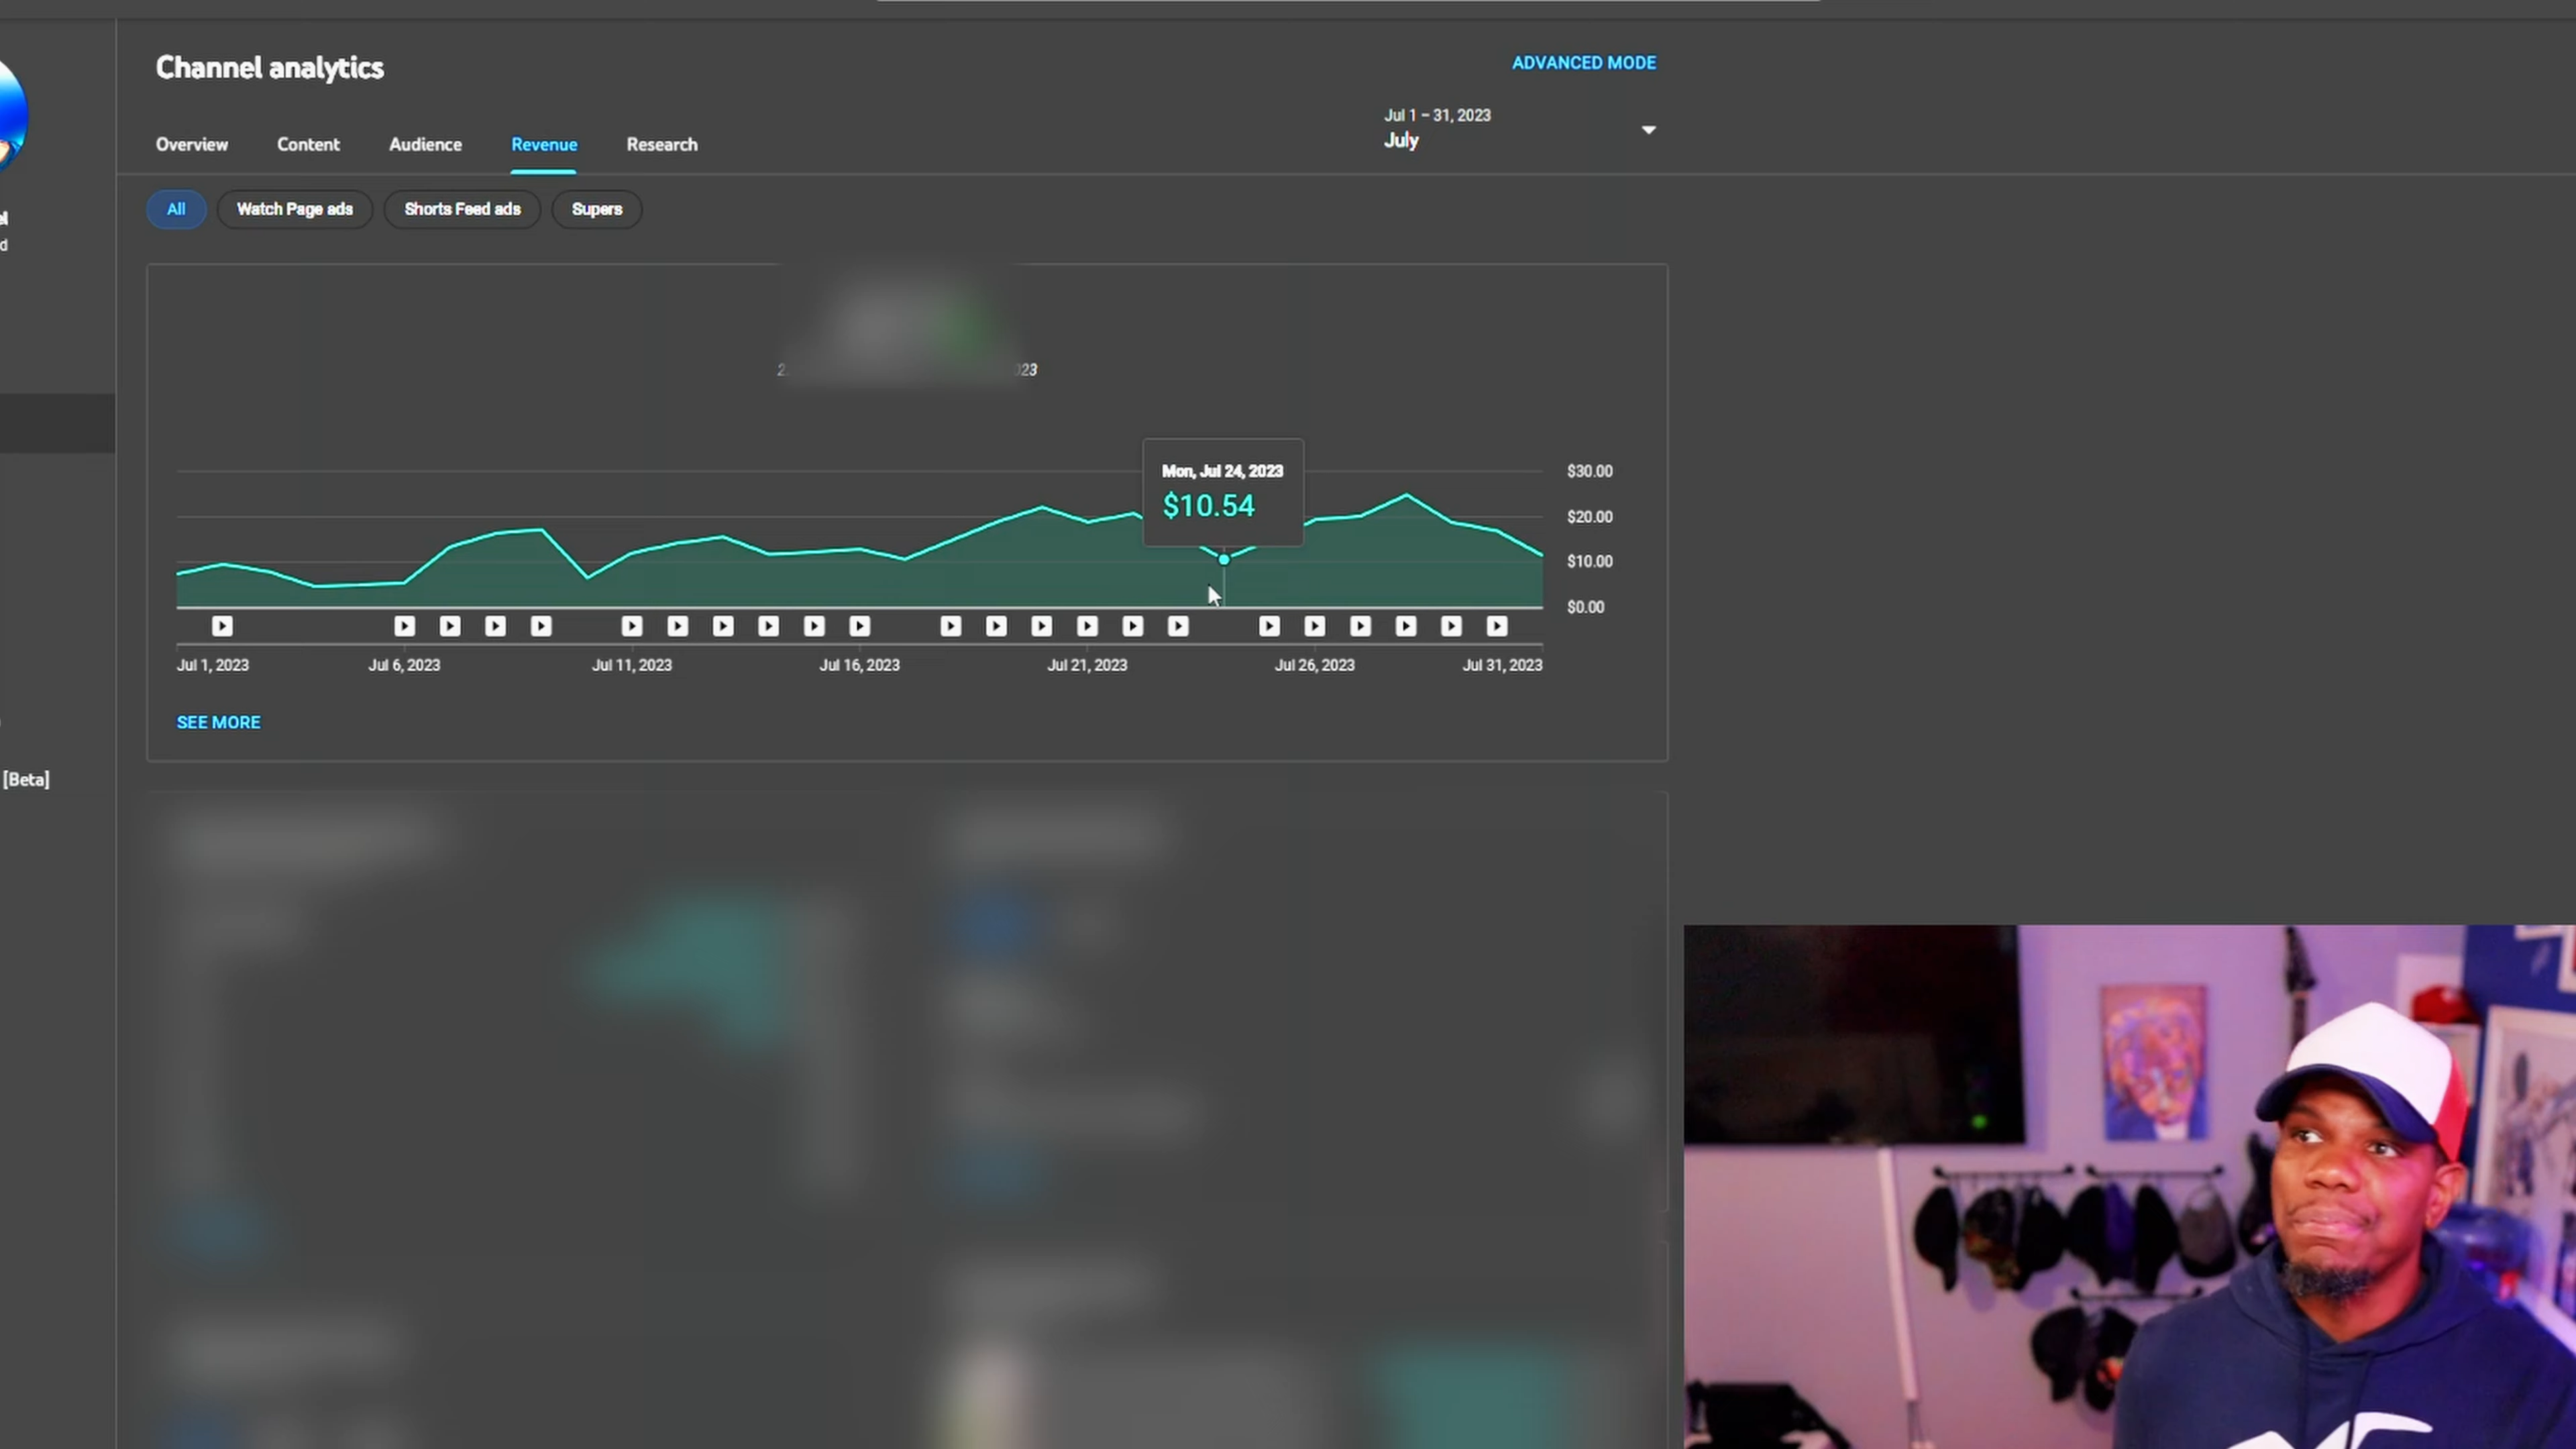 Channel analytics
ADVANCED MODE
Jul 1 – 31, 2023
July
Overview Content Audience Revenue Research
All Watch Page ads Shorts Feed ads Supers
Mon, Jul 24, 2023
$10.54
$30.00
$20.00
$10.00
$0.00
Jul 1, 2023 Jul 6, 2023 Jul 11, 2023 Jul 16, 2023 Jul 21, 2023 Jul 26, 2023 Jul 31, 2023
SEE MORE
[Beta]